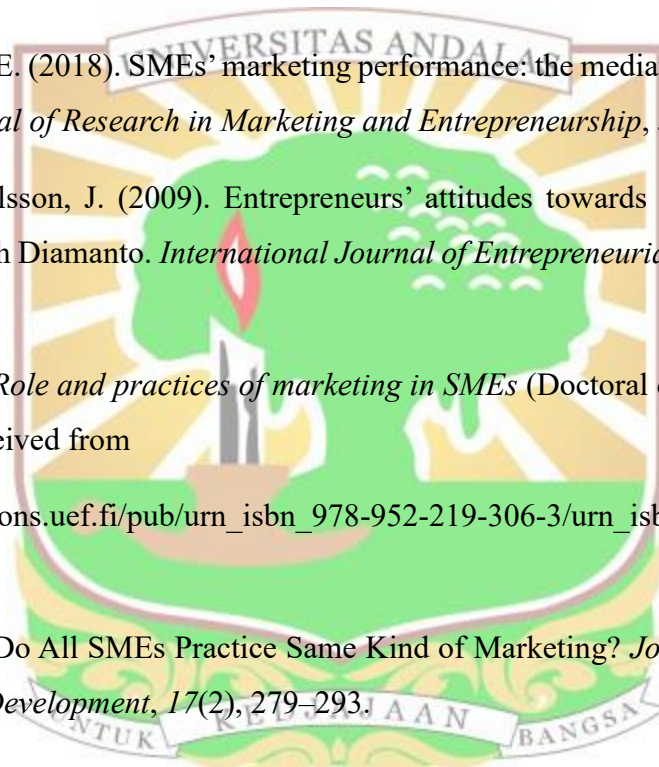 UNIVERSITAS ANDALAS
E. (2018). SMEs’ marketing performance: the media
al of Research in Marketing and Entrepreneurship,
lsson, J. (2009). Entrepreneurs’ attitudes towards
h Diamanto. International Journal of Entrepreneuria
Role and practices of marketing in SMEs (Doctoral
eived from
ons.uef.fi/pub/urn_isbn_978-952-219-306-3/urn_isb
Do All SMEs Practice Same Kind of Marketing? Jo
Development, 17(2), 279–293.
UNTUK KEDJAJAAN BANGSA